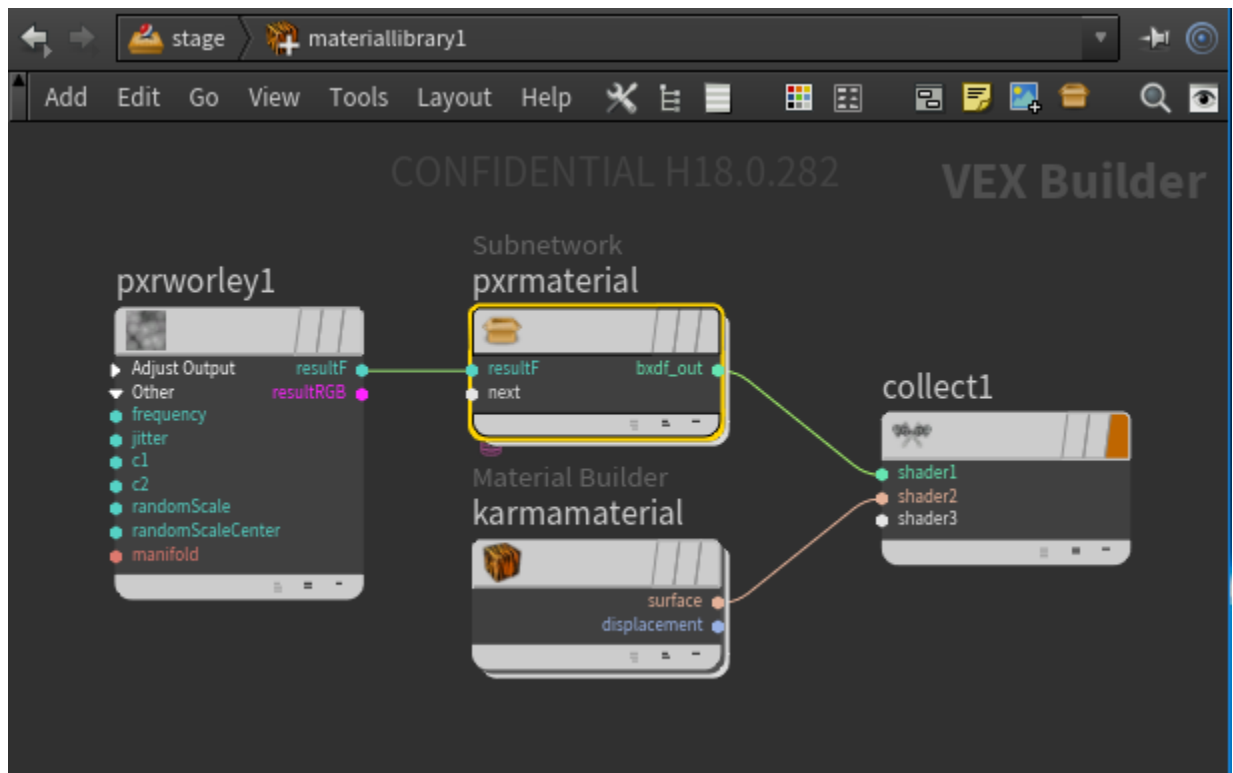 stage materiallibrary1
Add Edit Go View Tools Layout Help
CONFIDENTIAL H18.0.282
VEX Builder
pxrworley1
Adjust Output resultF
Other resultRGB
frequency
jitter
c1
c2
randomScale
randomScaleCenter
manifold
Subnetwork
pxrmaterial
resultF bxdf_out
next
Material Builder
karmamaterial
surface
displacement
collect1
shader1
shader2
shader3